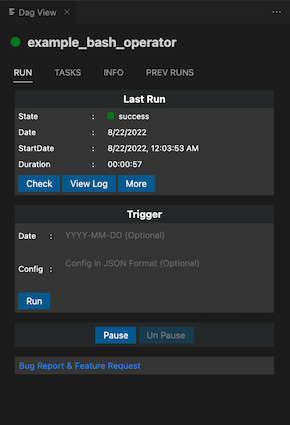 Dag View
example_bash_operator
RUN TASKS INFO PREV RUNS
Last Run
State : success
Date : 8/22/2022
StartDate : 8/22/2022, 12:03:53 AM
Duration : 00:00:57
Check View Log More
Trigger
Date : YYYY-MM-DD (Optional)
Config : Config in JSON Format (Optional)
Run
Pause Un Pause
Bug Report & Feature Request